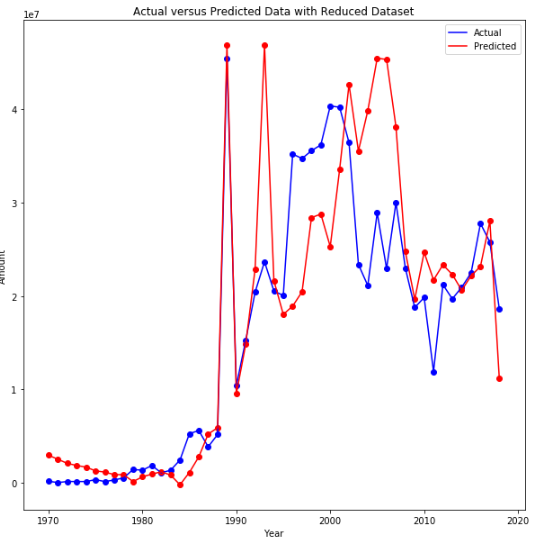 Actual versus Predicted Data with Reduced Dataset
1e7
Actual
Predicted
4
3
2
1
0
Amount
1970
1980
1990
2000
2010
2020
Year